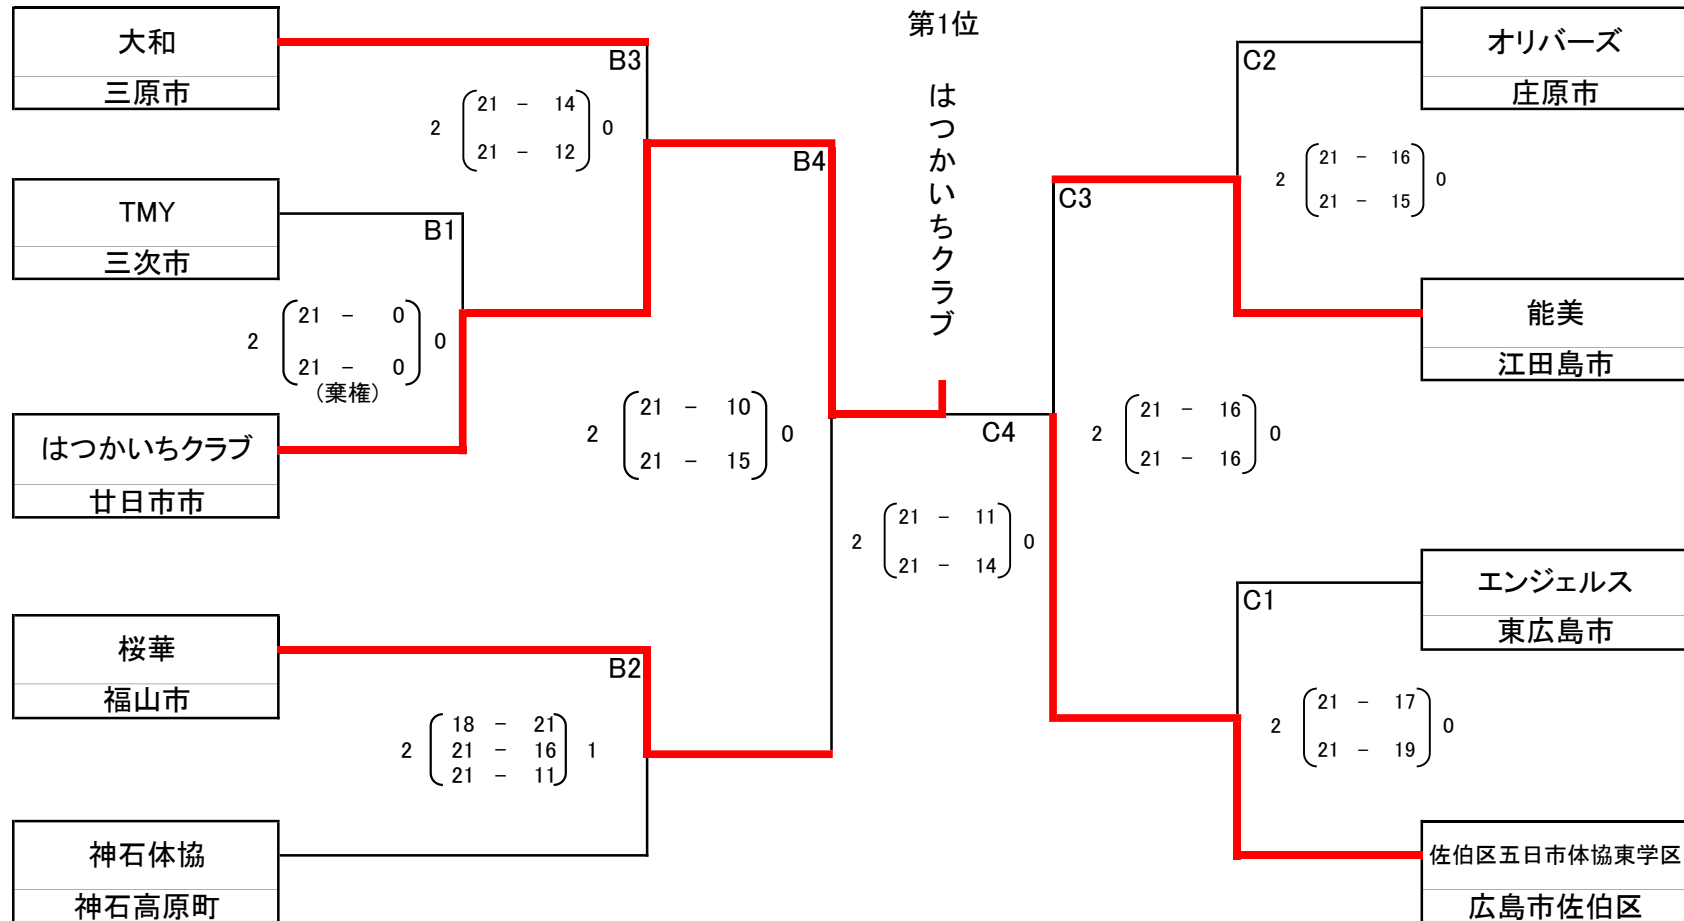 第1位
はつかいちクラブ
大和
三原市
B3
2 21 - 14 0
21 - 12
TMY
三次市
B1
2 21 - 0 0
21 - 0
(棄権)
はつかいちクラブ
廿日市市
B4
2 21 - 10 0
21 - 15
桜華
福山市
B2
18 - 21
2 21 - 16 1
21 - 11
神石体協
神石高原町
C4
2 21 - 11 0
21 - 14
オリバーズ
庄原市
C2
2 21 - 16 0
21 - 15
能美
江田島市
C3
2 21 - 16 0
21 - 16
エンジェルス
東広島市
C1
2 21 - 17 0
21 - 19
佐伯区五日市体協東学区
広島市佐伯区